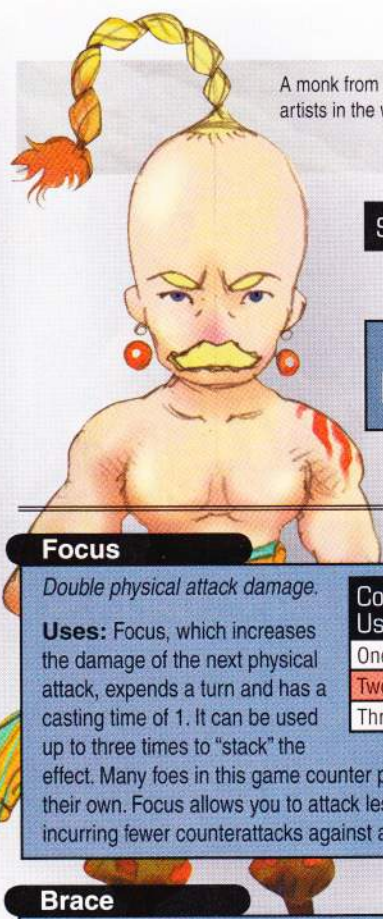 A monk from
artists in the
Focus
Double physical attack damage.
Uses: Focus, which increases
the damage of the next physical
attack, expends a turn and has a
casting time of 1. It can be used
up to three times to “stack” the
effect. Many foes in this game counter
their own. Focus allows you to attack
incurring fewer counterattacks against
Brace